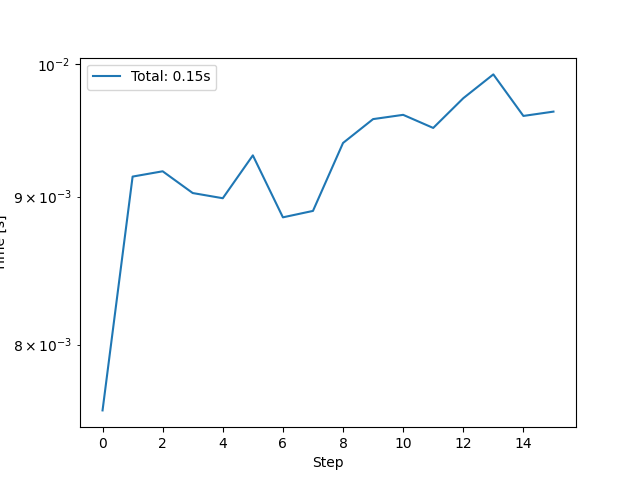 10⁻²
Total: 0.15s
9 × 10⁻³
Time [s]
8 × 10⁻³
0 2 4 6 8 10 12 14
Step